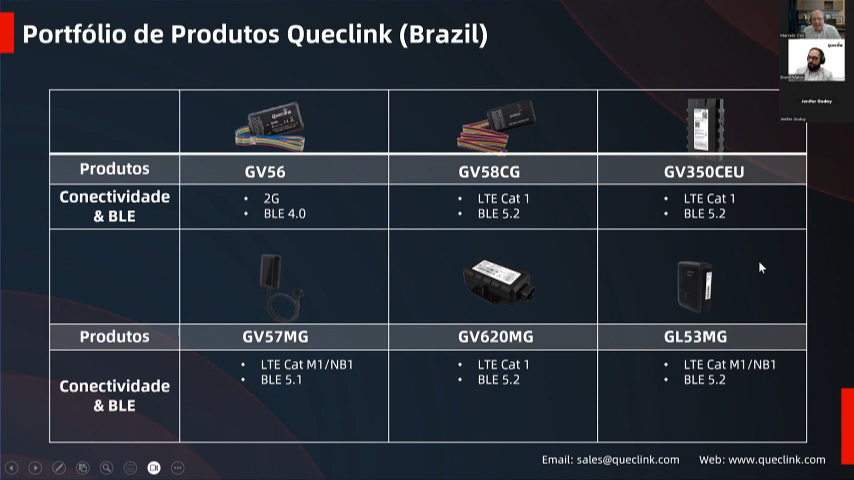 Portfólio de Produtos Queclink (Brazil)
Queclink
Jenifer Godoy
Jenifer Godoy
Produtos
GV56
GV58CG
GV350CEU
Conectividade
& BLE
• 2G
• BLE 4.0
• LTE Cat 1
• BLE 5.2
• LTE Cat 1
• BLE 5.2
Produtos
GV57MG
GV620MG
GL53MG
Conectividade
& BLE
• LTE Cat M1/NB1
• BLE 5.1
• LTE Cat 1
• BLE 5.2
• LTE Cat M1/NB1
• BLE 5.2
Email: sales@queclink.com
Web: www.queclink.com